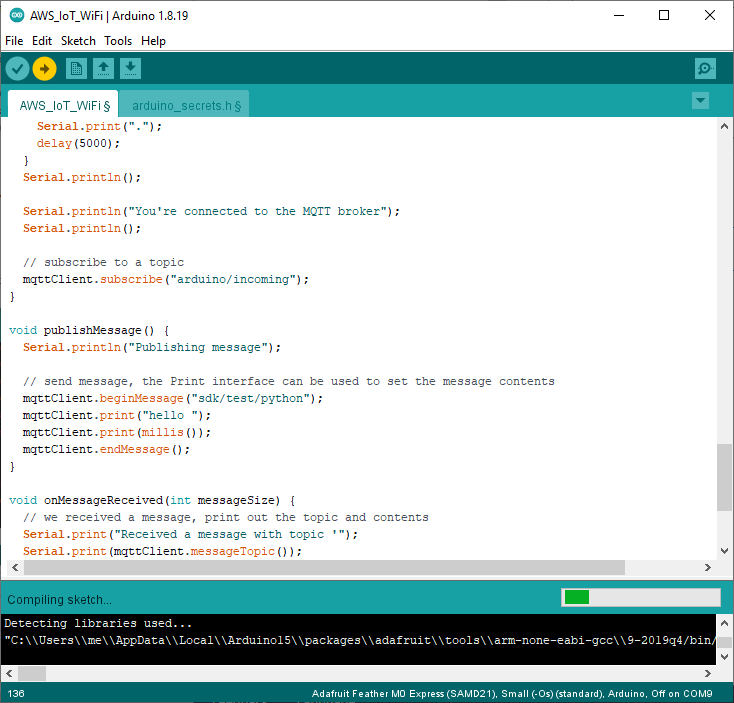 AWS_IoT_WiFi | Arduino 1.8.19
File Edit Sketch Tools Help
AWS_IoT_WiFi § arduino_secrets.h §
Serial.print(".");
delay(5000);
}
Serial.println();
Serial.println("You're connected to the MQTT broker");
Serial.println();
// subscribe to a topic
mqttClient.subscribe("arduino/incoming");
}
void publishMessage() {
Serial.println("Publishing message");
// send message, the Print interface can be used to set the message contents
mqttClient.beginMessage("sdk/test/python");
mqttClient.print("hello ");
mqttClient.print(millis());
mqttClient.endMessage();
}
void onMessageReceived(int messageSize) {
// we received a message, print out the topic and contents
Serial.print("Received a message with topic '");
Serial.print(mqttClient.messageTopic());
Compiling sketch...
Detecting libraries used...
"C:\\Users\\me\\AppData\\Local\\Arduino15\\packages\\adafruit\\tools\\arm-none-eabi-gcc\\9-2019q4/bin/
136 Adafruit Feather M0 Express (SAMD21), Small (-Os) (standard), Arduino, Off on COM9